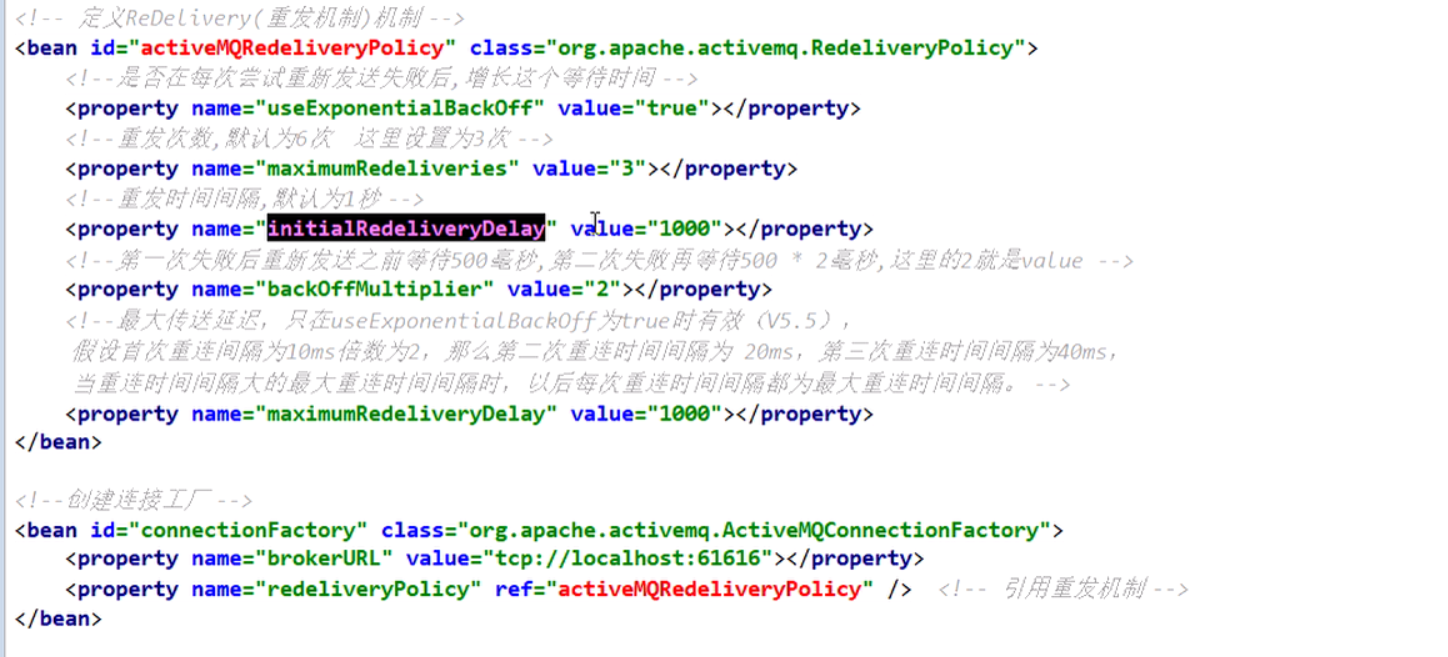 <!-- 定义ReDelivery(重发机制)机制 -->
<bean id="activeMQRedeliveryPolicy" class="org.apache.activemq.RedeliveryPolicy">
<!--是否在每次尝试重新发送失败后,增长这个等待时间 -->
<property name="useExponentialBackOff" value="true"></property>
<!--重发次数,默认为6次 这里设置为3次 -->
<property name="maximumRedeliveries" value="3"></property>
<!--重发时间间隔,默认为1秒 -->
<property name="initialRedeliveryDelay" value="1000"></property>
<!--第一次失败后重新发送之前等待500毫秒,第二次失败再等待500 * 2毫秒,这里的2就是value -->
<property name="backOffMultiplier" value="2"></property>
<!--最大传送延迟，只在useExponentialBackOff为true时有效（V5.5），
假设首次重连间隔为10ms倍数为2，那么第二次重连时间间隔为 20ms，第三次重连时间间隔为40ms，
当重连时间间隔大的最大重连时间间隔时，以后每次重连时间间隔都为最大重连时间间隔。 -->
<property name="maximumRedeliveryDelay" value="1000"></property>
</bean>
<!--创建连接工厂 -->
<bean id="connectionFactory" class="org.apache.activemq.ActiveMQConnectionFactory">
<property name="brokerURL" value="tcp://localhost:61616"></property>
<property name="redeliveryPolicy" ref="activeMQRedeliveryPolicy" /> <!-- 引用重发机制 -->
</bean>